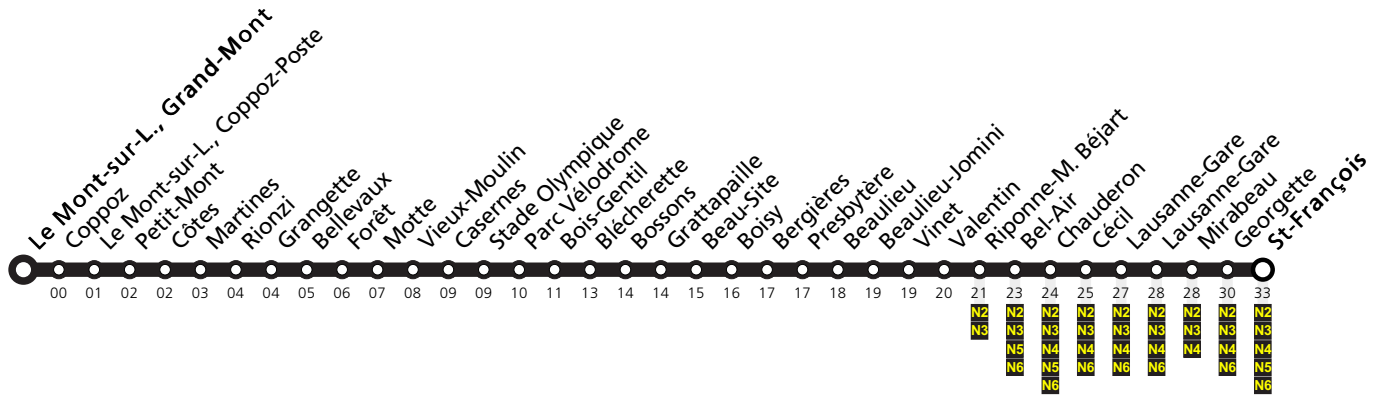 Le Mont-sur-L., Grand-Mont
Coppoz
Le Mont-sur-L., Coppoz-Poste
Petit-Mont
Côtes
Martines
Rionzi
Grangette
Bellevaux
Forêt
Motte
Vieux-Moulin
Casernes
Stade Olympique
Parc Vélodrome
Bois-Gentil
Blécherette
Bossons
Grattapaille
Beau-Site
Boisy
Bergières
Presbytère
Beaulieu
Beaulieu-Jomini
Vinet
Valentin
Riponne-M. Béjart
Bel-Air
Chauderon
Cécil
Lausanne-Gare
Lausanne-Gare
Mirabeau
Georgette
St-François
00 01 02 02 03 04 04 05 06 07 08 09 09 10 11 13 14 14 15 16 17 17 18 19 19 20 21 23 24 25 27 28 28 30 33
N2 N2 N2 N2 N2 N2 N2 N2 N2
N3 N3 N3 N3 N3 N3 N3 N3 N3
N5 N4 N4 N4 N4 N4 N4 N4
N6 N5 N6 N6 N6 N6 N5
N6 N6